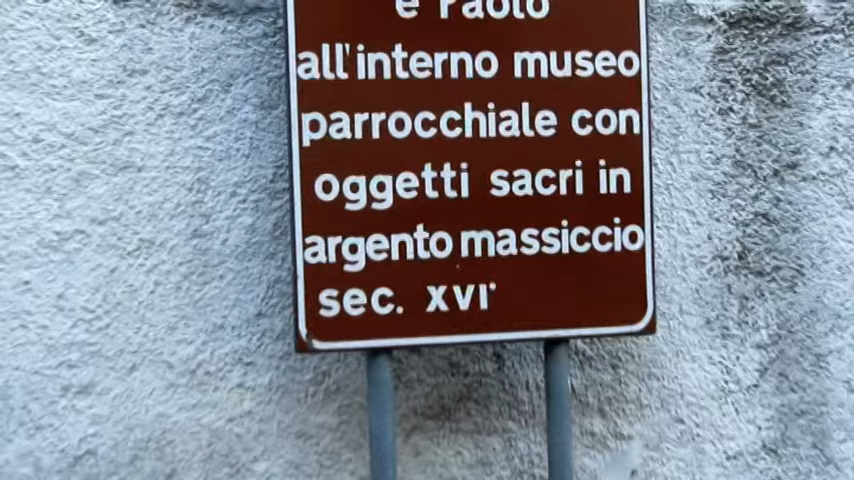 e Paolo
all'interno museo
parrocchiale con
oggetti sacri in
argento massiccio
sec. XVI°